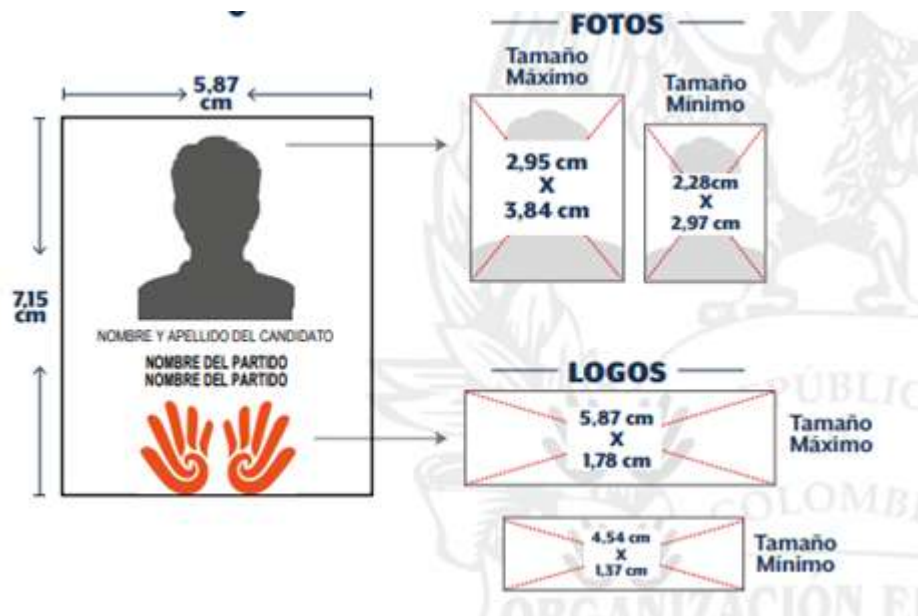 5,87
cm
7,15
cm
NOMBRE Y APELLIDO DEL CANDIDATO
NOMBRE DEL PARTIDO
NOMBRE DEL PARTIDO
FOTOS
Tamaño
Máximo
2,95 cm
X
3,84 cm
Tamaño
Mínimo
2,28cm
X
2,97 cm
LOGOS
5,87 cm
X
1,78 cm
Tamaño
Máximo
4,54 cm
X
1,37 cm
Tamaño
Mínimo